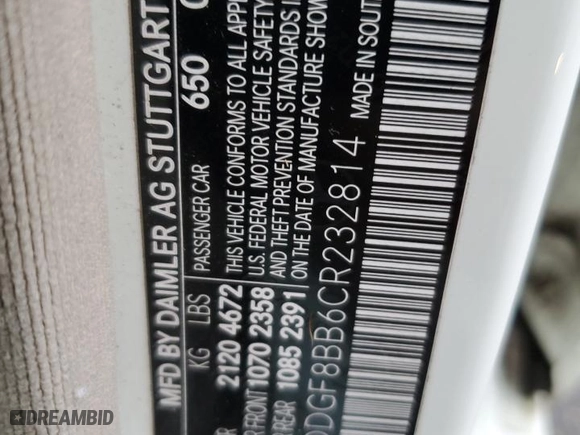 MFD BY DAIMLER AG STUTTGART
KG LBS
2120 4672
FRONT 1070 2358
REAR 1085 2391
PASSENGER CAR
650
THIS VEHICLE CONFORMS TO ALL
U.S. FEDERAL MOTOR VEHICLE SAFETY
AND THEFT PREVENTION STANDARDS
ON THE DATE OF MANUFACTURE SHOW
DGF8BB6CR232814
MADE IN SOUT
DREAMBID